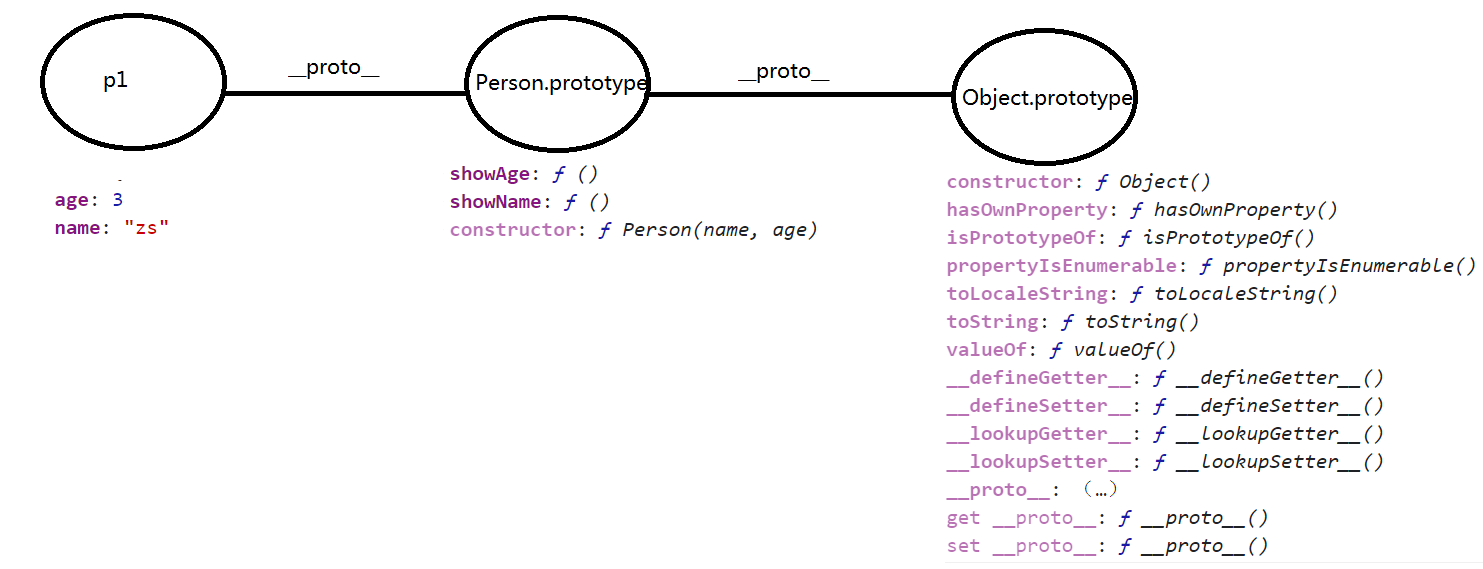 p1
__proto__
Person.prototype
__proto__
Object.prototype
age: 3
name: "zs"
showAge: ƒ ()
showName: ƒ ()
constructor: ƒ Person(name, age)
constructor: ƒ Object()
hasOwnProperty: ƒ hasOwnProperty()
isPrototypeOf: ƒ isPrototypeOf()
propertyIsEnumerable: ƒ propertyIsEnumerable()
toLocaleString: ƒ toLocaleString()
toString: ƒ toString()
valueOf: ƒ valueOf()
__defineGetter__: ƒ __defineGetter__()
__defineSetter__: ƒ __defineSetter__()
__lookupGetter__: ƒ __lookupGetter__()
__lookupSetter__: ƒ __lookupSetter__()
__proto__: (…)
get __proto__: ƒ __proto__()
set __proto__: ƒ __proto__()